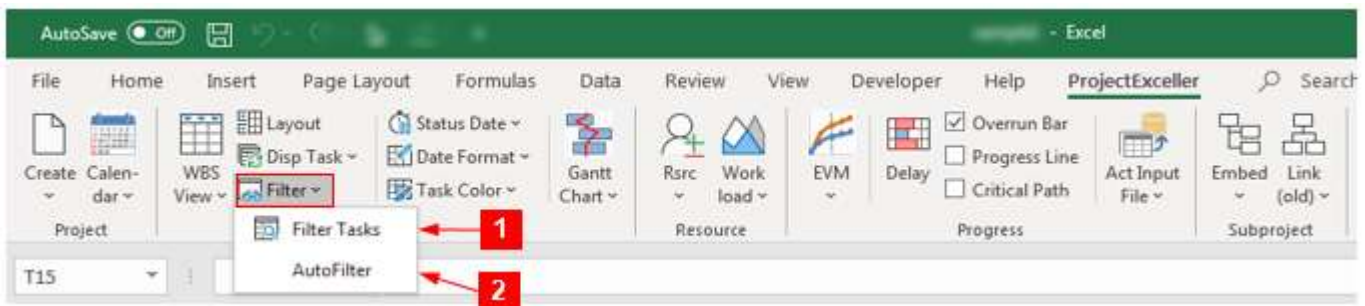 AutoSave Off - Excel
File Home Insert Page Layout Formulas Data Review View Developer Help ProjectExceller Search
Create
Calen-
dar
WBS
View
Layout
Disp Task
Filter
Status Date
Date Format
Task Color
Gantt
Chart
Rsrc
Work
load
EVM
Delay
Overrun Bar
Progress Line
Critical Path
Act Input
File
Embed
Link
(old)
Project Resource Progress Subproject
Filter Tasks 1
AutoFilter 2
T15